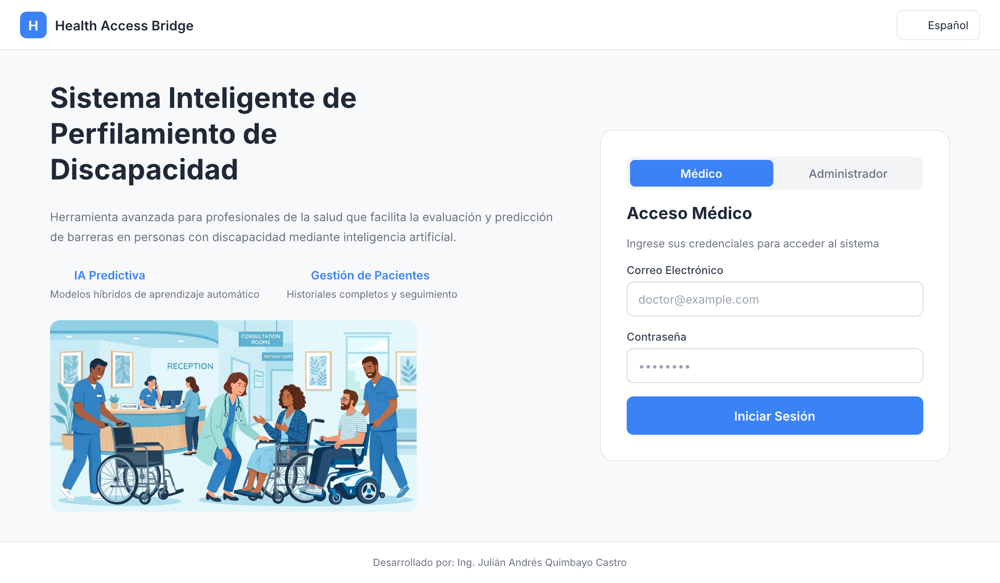 H
Health Access Bridge
Español
Sistema Inteligente de
Perfilamiento de
Discapacidad
Herramienta avanzada para profesionales de la salud que facilita la evaluación y predicción
de barreras en personas con discapacidad mediante inteligencia artificial.
IA Predictiva
Modelos híbridos de aprendizaje automático
Gestión de Pacientes
Historiales completos y seguimiento
CONSULTATION
ROOMS
PATIENT CARE
RECEPTION
WELCOME
Médico
Administrador
Acceso Médico
Ingrese sus credenciales para acceder al sistema
Correo Electrónico
doctor@example.com
Contraseña
••••••••
Iniciar Sesión
Desarrollado por: Ing. Julián Andrés Quimbayo Castro